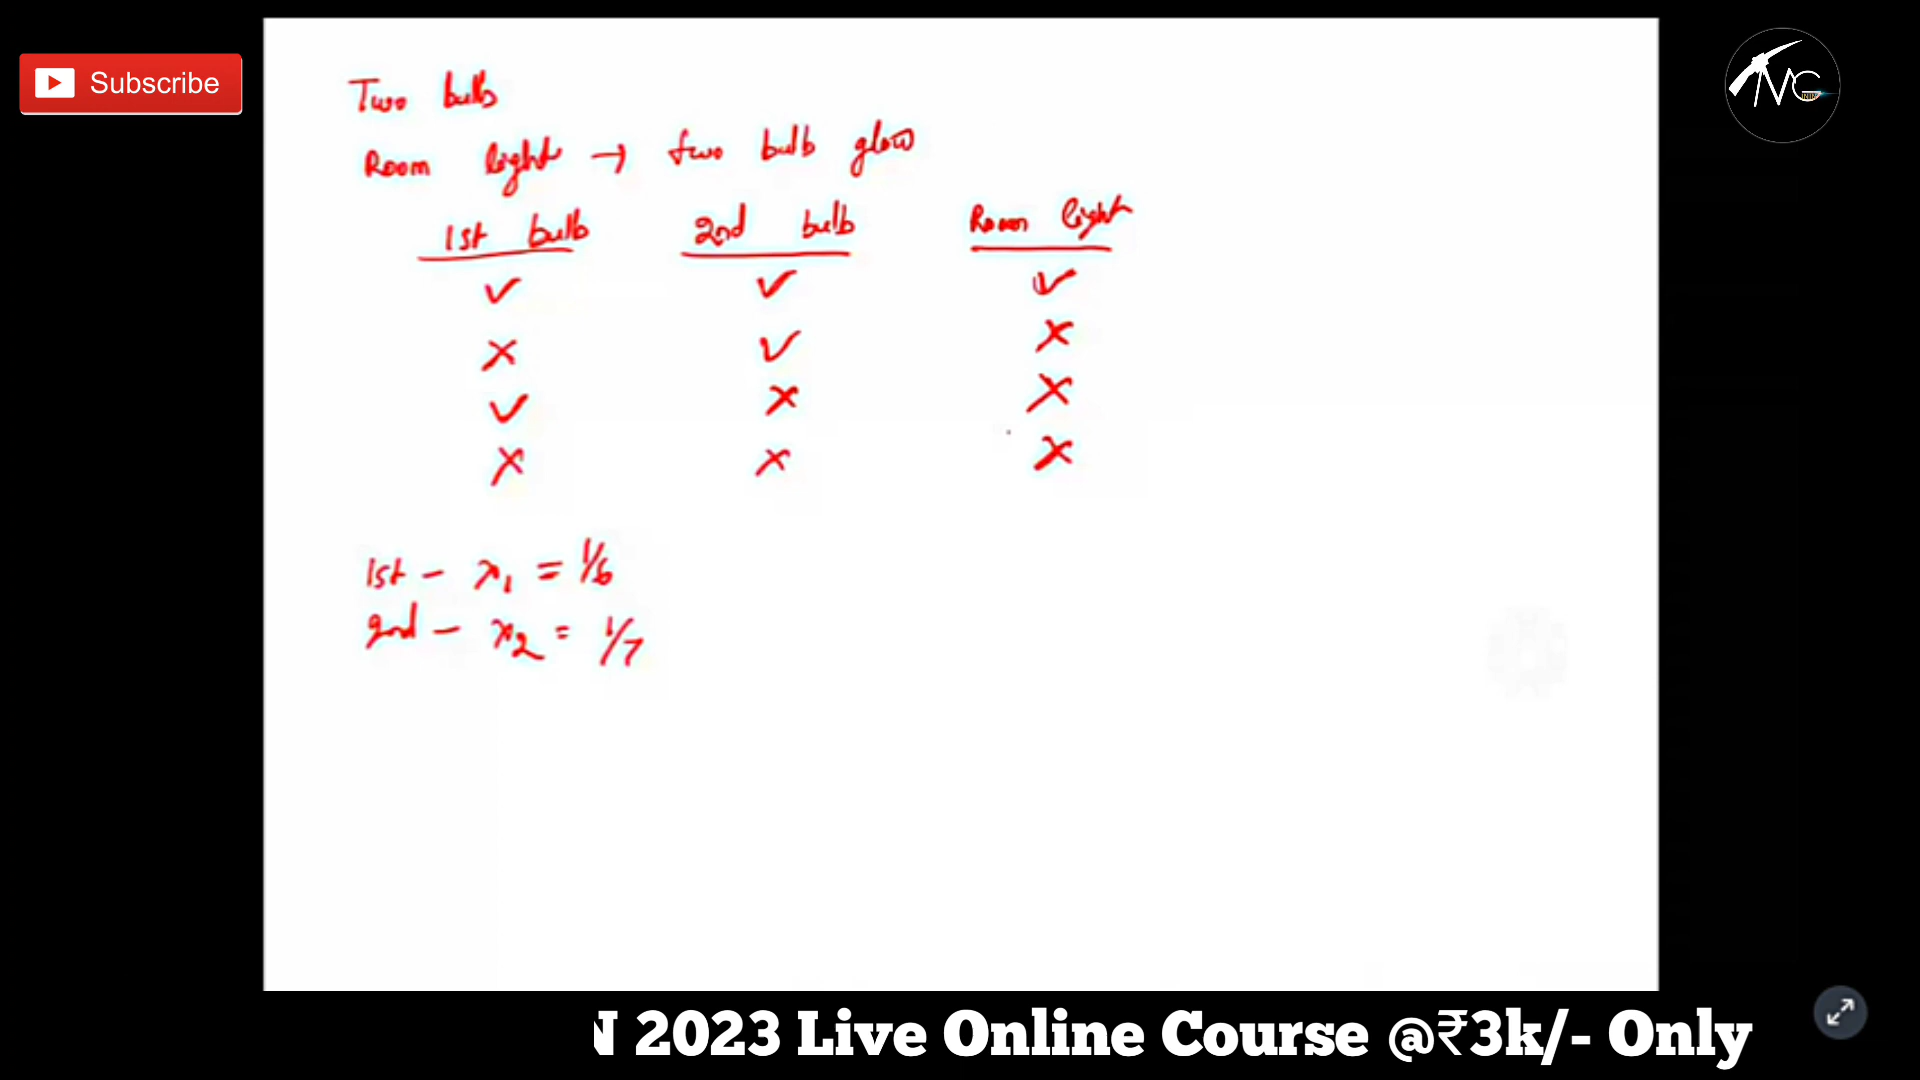 Subscribe
Two bulb
Room light → two bulb glow
1st bulb 2nd bulb Room light
✓ ✓ ✓
× ✓ ×
✓ × ×
× × ×
1st - x1 = 1/6
2nd - x2 = 1/7
N 2023 Live Online Course @₹3k/- Only